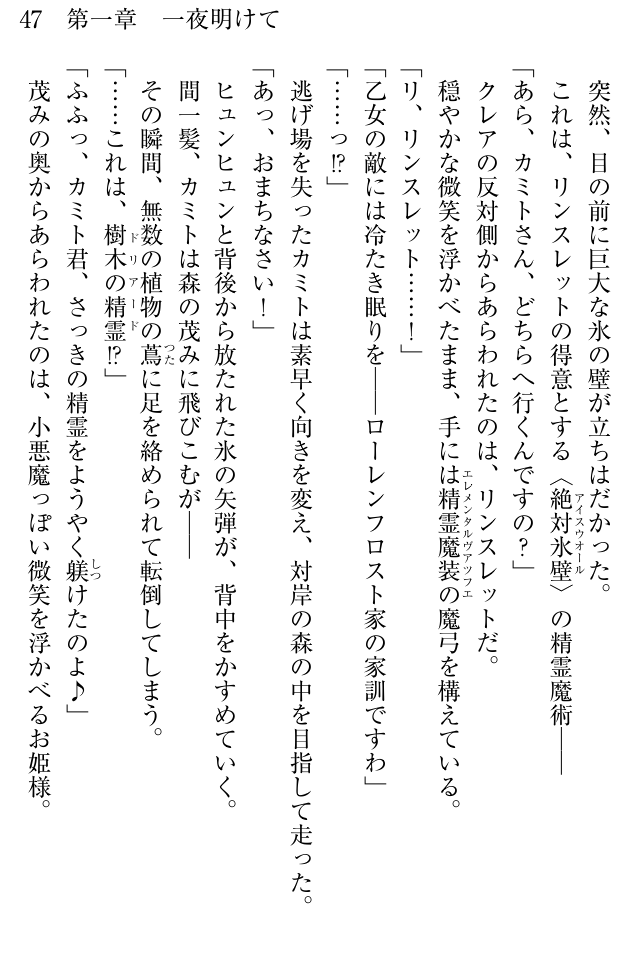 47　第一章　一夜明けて
突然、目の前に巨大な氷の壁が立ちはだかった。
これは、リンスレットの得意とする〈絶対氷壁〉の精霊魔術――
アイスウオール
「あら、カミトさん、どちらへ行くんですの？」
クレアの反対側からあらわれたのは、リンスレットだ。
穏やかな微笑を浮かべたまま、手には精霊魔装の魔弓を構えている。
エレメンタルヴアツフエ
「リ、リンスレット……！」
「乙女の敵には冷たき眠りを――ローレンフロスト家の家訓ですわ」
「……っ!?」
逃げ場を失ったカミトは素早く向きを変え、対岸の森の中を目指して走った。
「あっ、おまちなさい！」
ヒュンヒュンと背後から放たれた氷の矢弾が、背中をかすめていく。
間一髪、カミトは森の茂みに飛びこむが――
その瞬間、無数の植物の蔦に足を絡められて転倒してしまう。
つた
「……これは、樹木の精霊!?」
ドリアード
「ふふっ、カミト君、さっきの精霊をようやく躾けたのよ♪」
しつ
茂みの奥からあらわれたのは、小悪魔っぽい微笑を浮かべるお姫様。